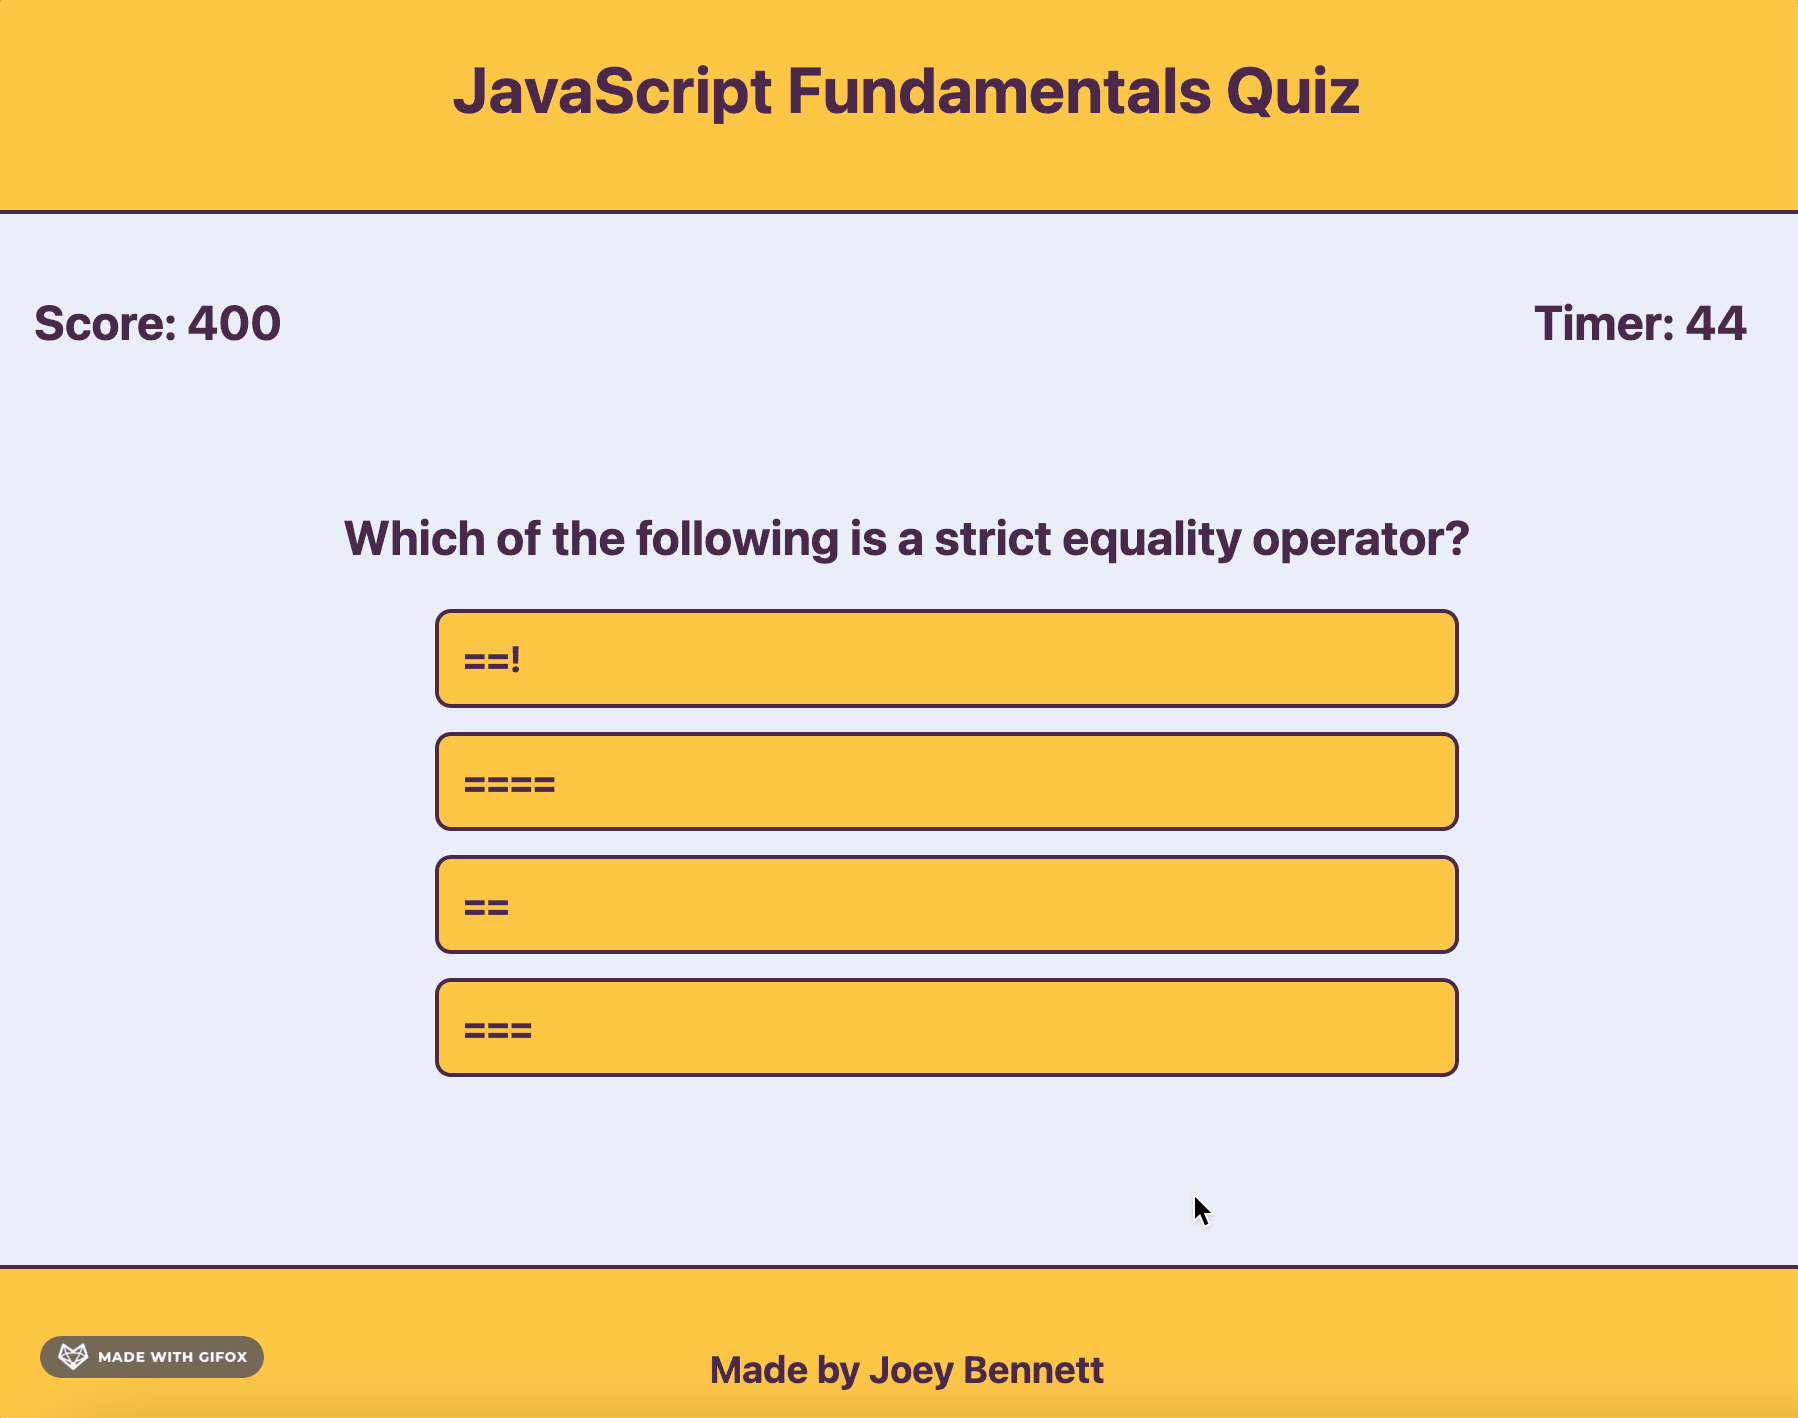 JavaScript Fundamentals Quiz
Score: 400
Timer: 44
Which of the following is a strict equality operator?
==!
====
==
===
MADE WITH GIFOX
Made by Joey Bennett